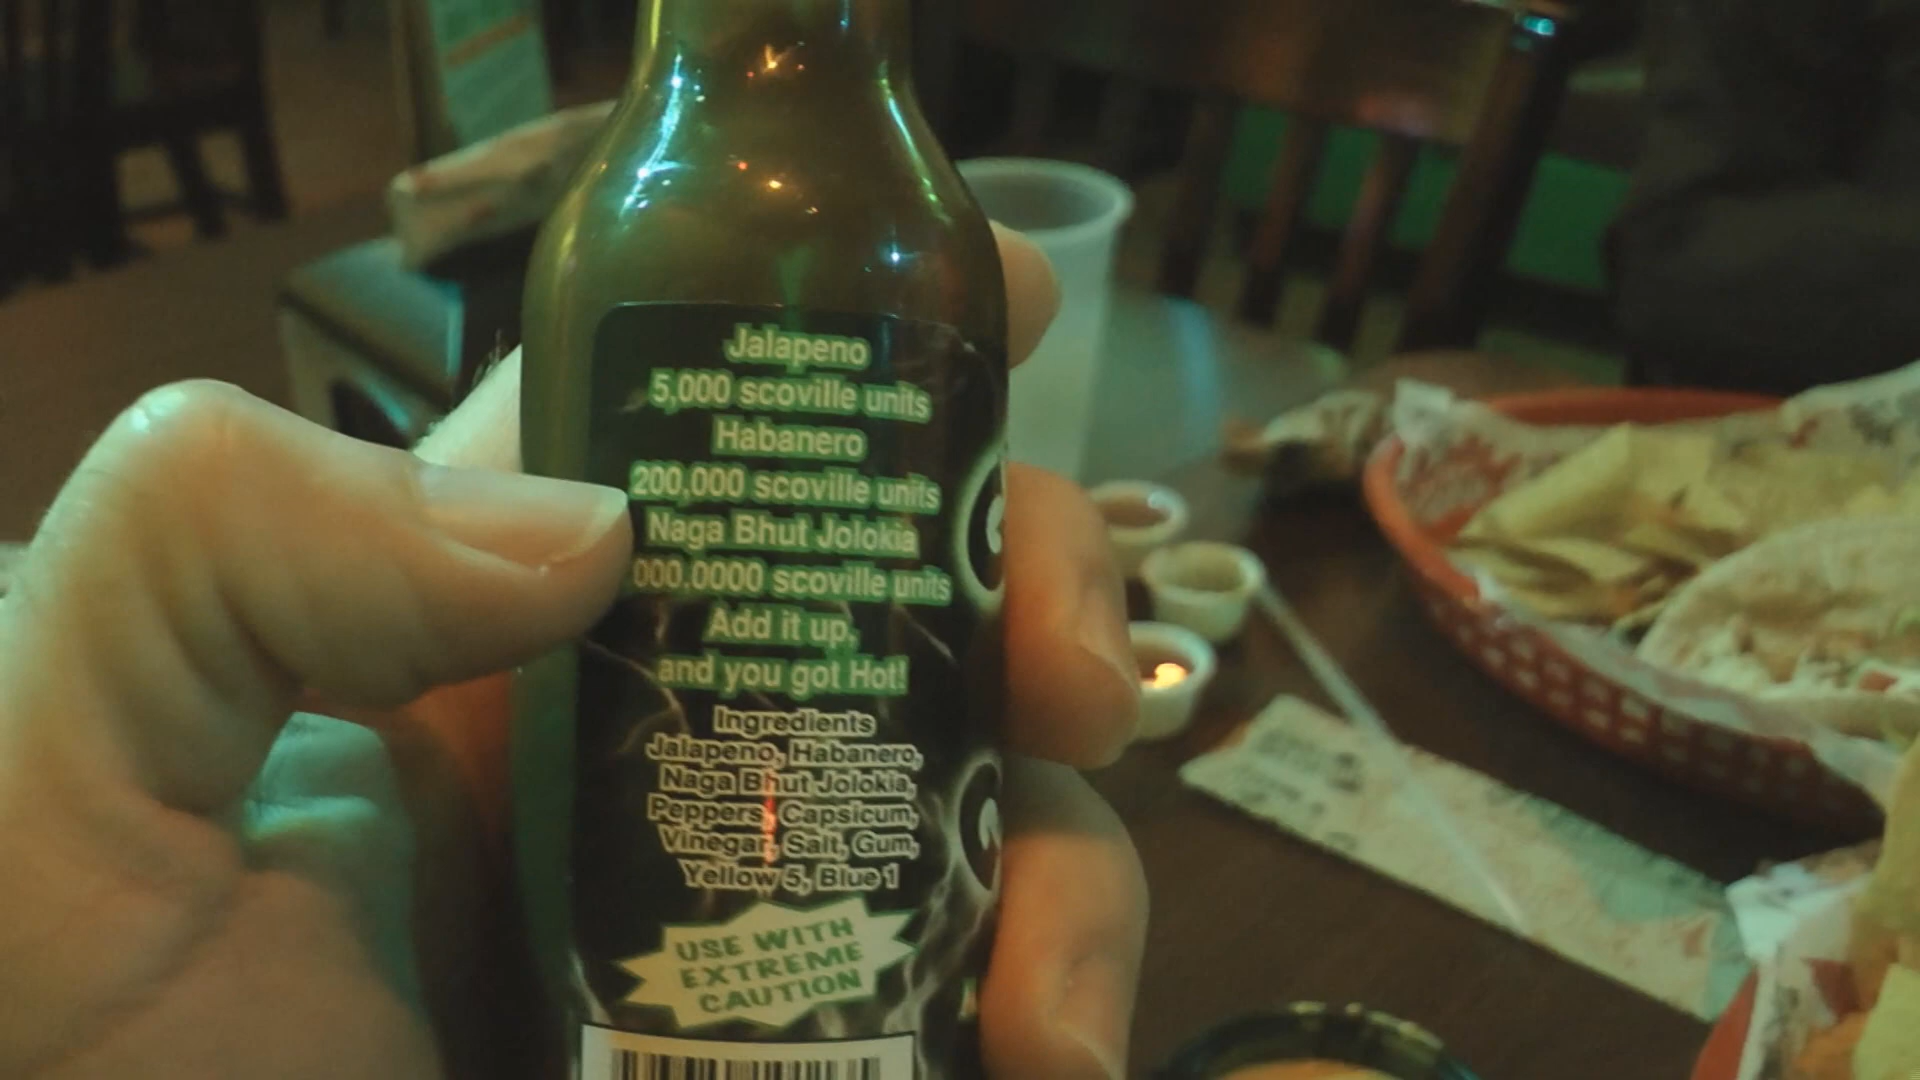 Jalapeno
5,000 scoville units
Habanero
200,000 scoville units
Naga Bhut Jolokia
000,0000 scoville units
Add it up,
and you got Hot!
Ingredients
Jalapeno, Habanero,
Naga Bhut Jolokia,
Peppers, Capsicum,
Vinegar, Salt, Gum,
Yellow 5, Blue 1
USE WITH
EXTREME
CAUTION